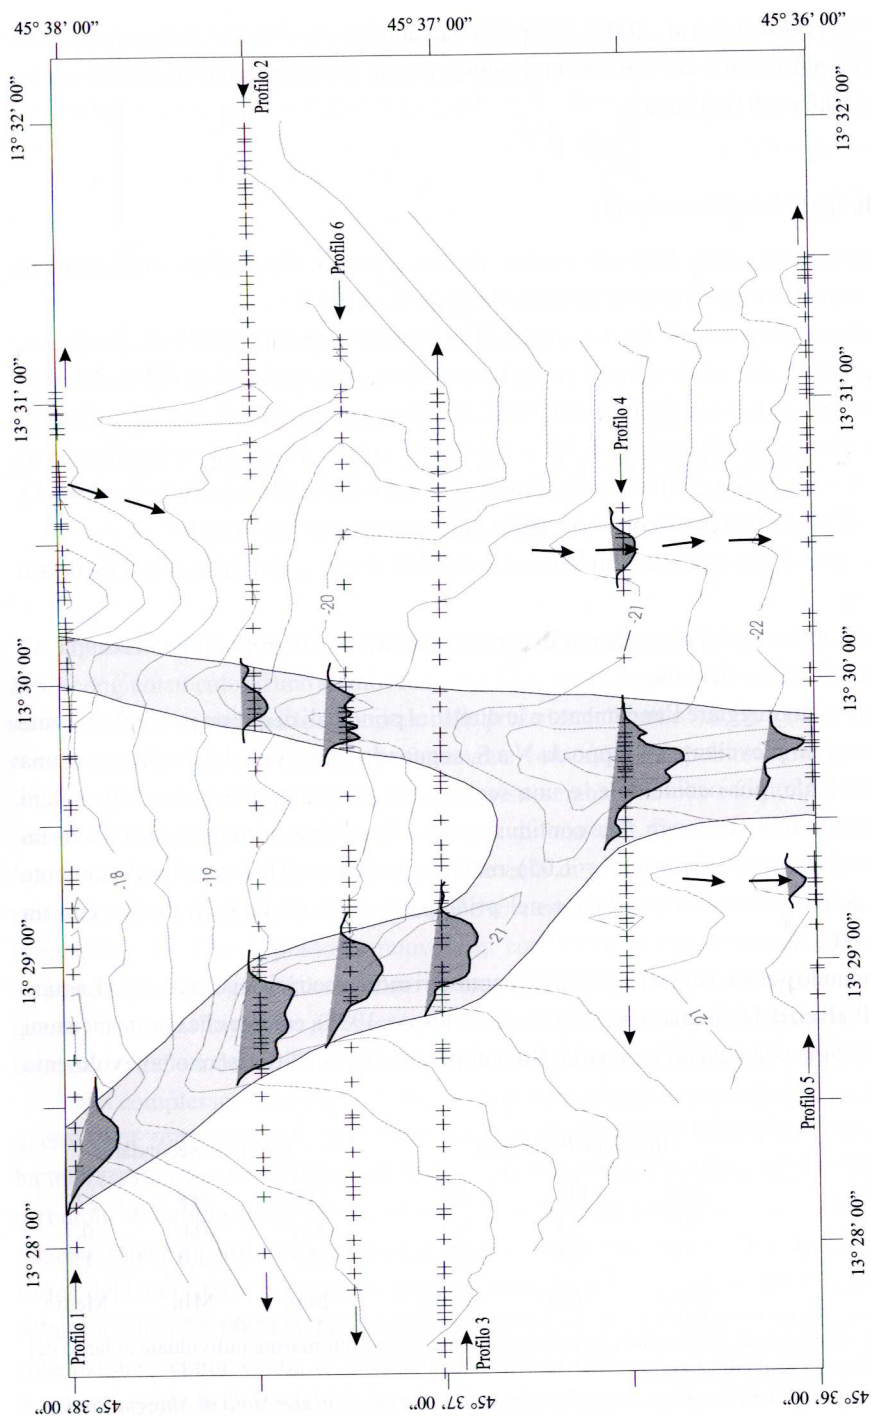 45° 38' 00"
45° 37' 00"
45° 36' 00"
13° 32' 00"
13° 32' 00"
Profilo 2
Profilo 6
13° 31' 00"
13° 31' 00"
Profilo 4
-20
-21
-22
13° 30' 00"
13° 30' 00"
-18
-19
-21
13° 29' 00"
13° 29' 00"
-21
Profilo 5
13° 28' 00"
13° 28' 00"
Profilo 1
Profilo 3
45° 38' 00"
45° 37' 00"
45° 36' 00"